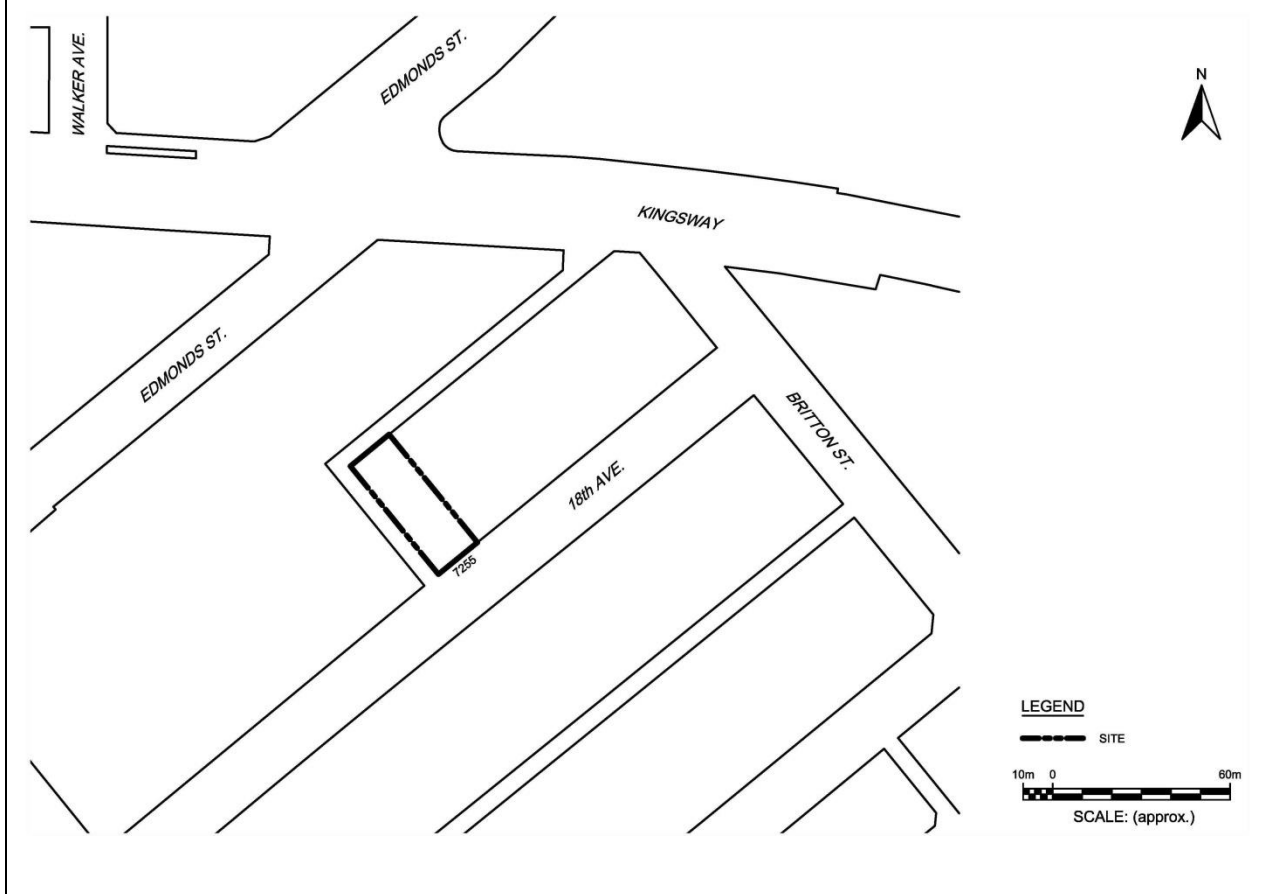 WALKER AVE.
EDMONDS ST.
N
KINGSWAY
EDMONDS ST.
BRITTON ST.
18th AVE.
7255
LEGEND
SITE
10m 0 60m
SCALE: (approx.)